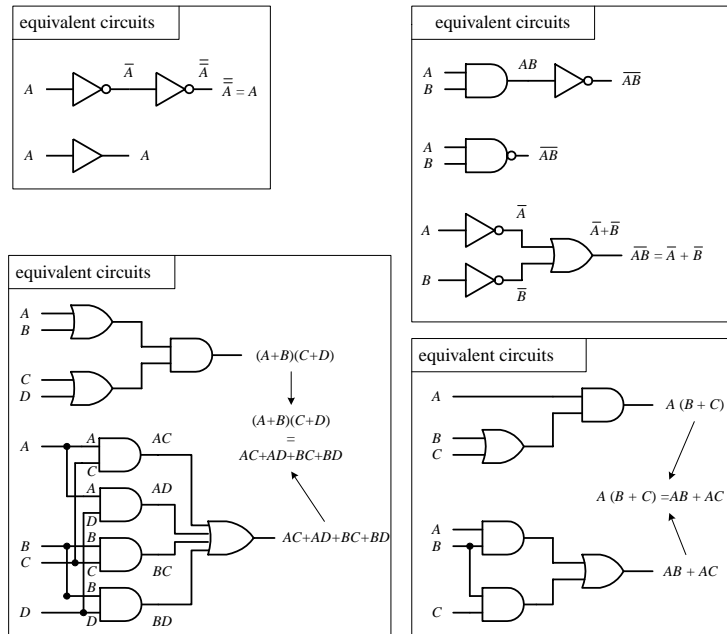 equivalent circuits
A
A̅
A̿
A̿ = A
A
A
equivalent circuits
A
B
AB
A̅B̅
A
B
A̅B̅
A
A̅
A̅+B̅
A̅B̅ = A̅ + B̅
B
B̅
equivalent circuits
A
B
(A+B)(C+D)
C
D
(A+B)(C+D)
=
AC+AD+BC+BD
A
A
AC
C
A
AD
D
B
B
C
C
BC
AC+AD+BC+BD
B
D
D
BD
equivalent circuits
A
A (B + C)
B
C
A (B + C) =AB + AC
A
B
AB + AC
C